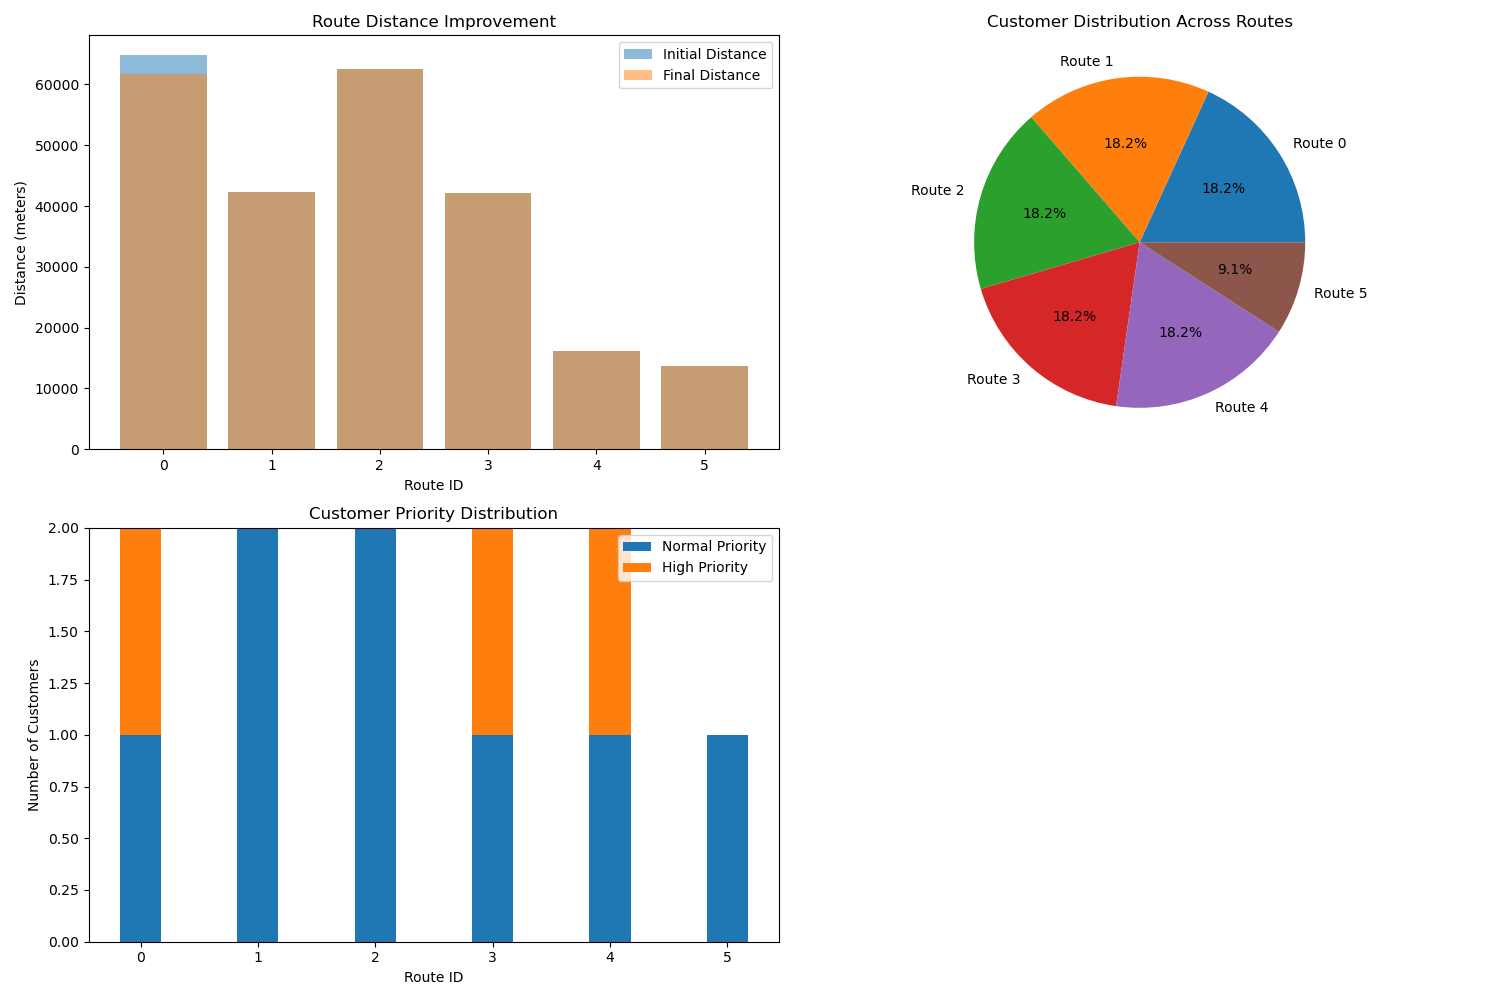 Route Distance Improvement
Initial Distance
Final Distance
Distance (meters)
60000
50000
40000
30000
20000
10000
0
0 1 2 3 4 5
Route ID
Customer Distribution Across Routes
Route 1
Route 0
18.2%
18.2%
Route 2
18.2%
9.1%
Route 5
18.2%
18.2%
Route 3
Route 4
Customer Priority Distribution
Normal Priority
High Priority
Number of Customers
2.00
1.75
1.50
1.25
1.00
0.75
0.50
0.25
0.00
0 1 2 3 4 5
Route ID